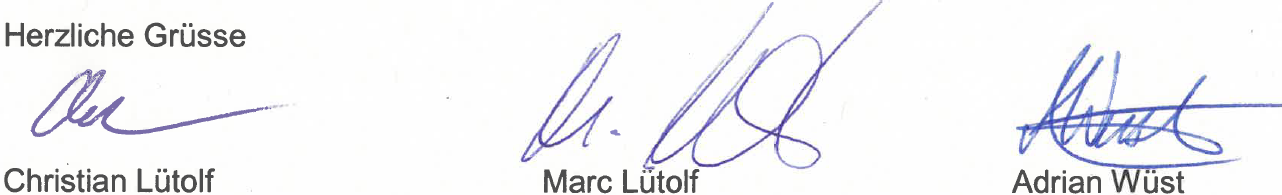 Herzliche Grüsse
Christian Lütolf Marc Lütolf Adrian Wüst